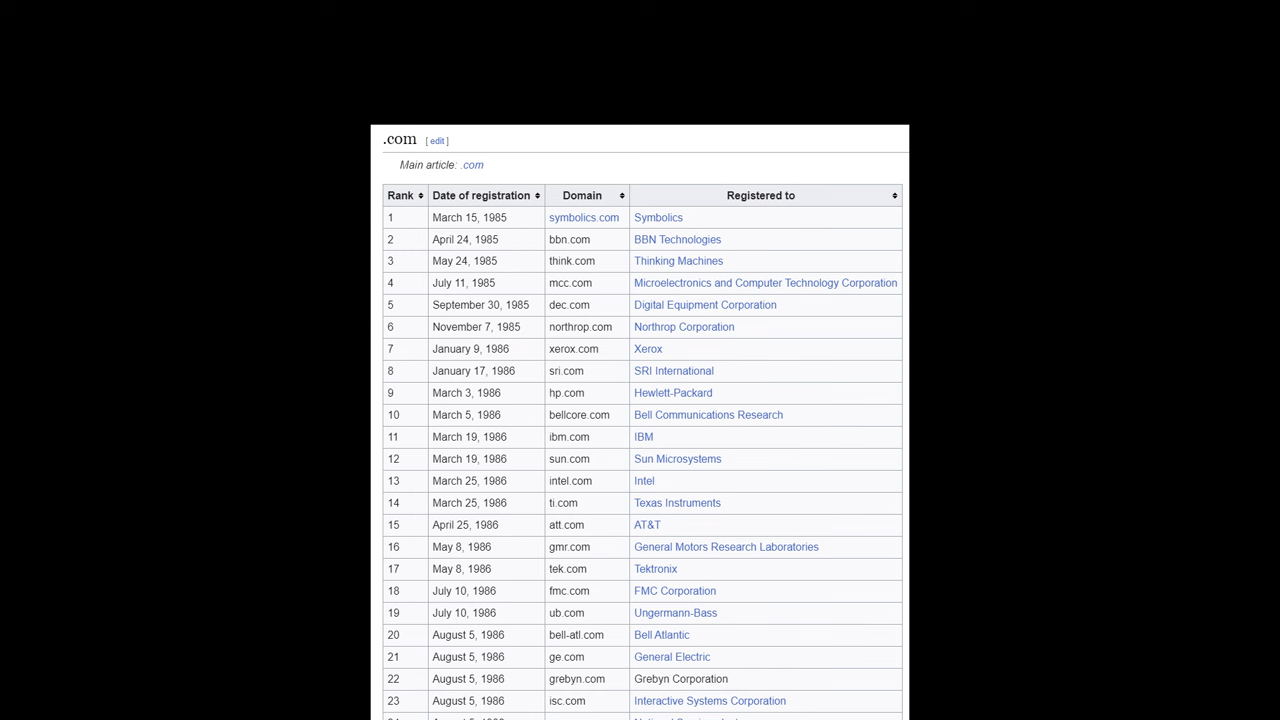 .com [ edit ]
Main article: .com
Rank Date of registration Domain Registered to
1 March 15, 1985 symbolics.com Symbolics
2 April 24, 1985 bbn.com BBN Technologies
3 May 24, 1985 think.com Thinking Machines
4 July 11, 1985 mcc.com Microelectronics and Computer Technology Corporation
5 September 30, 1985 dec.com Digital Equipment Corporation
6 November 7, 1985 northrop.com Northrop Corporation
7 January 9, 1986 xerox.com Xerox
8 January 17, 1986 sri.com SRI International
9 March 3, 1986 hp.com Hewlett-Packard
10 March 5, 1986 bellcore.com Bell Communications Research
11 March 19, 1986 ibm.com IBM
12 March 19, 1986 sun.com Sun Microsystems
13 March 25, 1986 intel.com Intel
14 March 25, 1986 ti.com Texas Instruments
15 April 25, 1986 att.com AT&T
16 May 8, 1986 gmr.com General Motors Research Laboratories
17 May 8, 1986 tek.com Tektronix
18 July 10, 1986 fmc.com FMC Corporation
19 July 10, 1986 ub.com Ungermann-Bass
20 August 5, 1986 bell-atl.com Bell Atlantic
21 August 5, 1986 ge.com General Electric
22 August 5, 1986 grebyn.com Grebyn Corporation
23 August 5, 1986 isc.com Interactive Systems Corporation